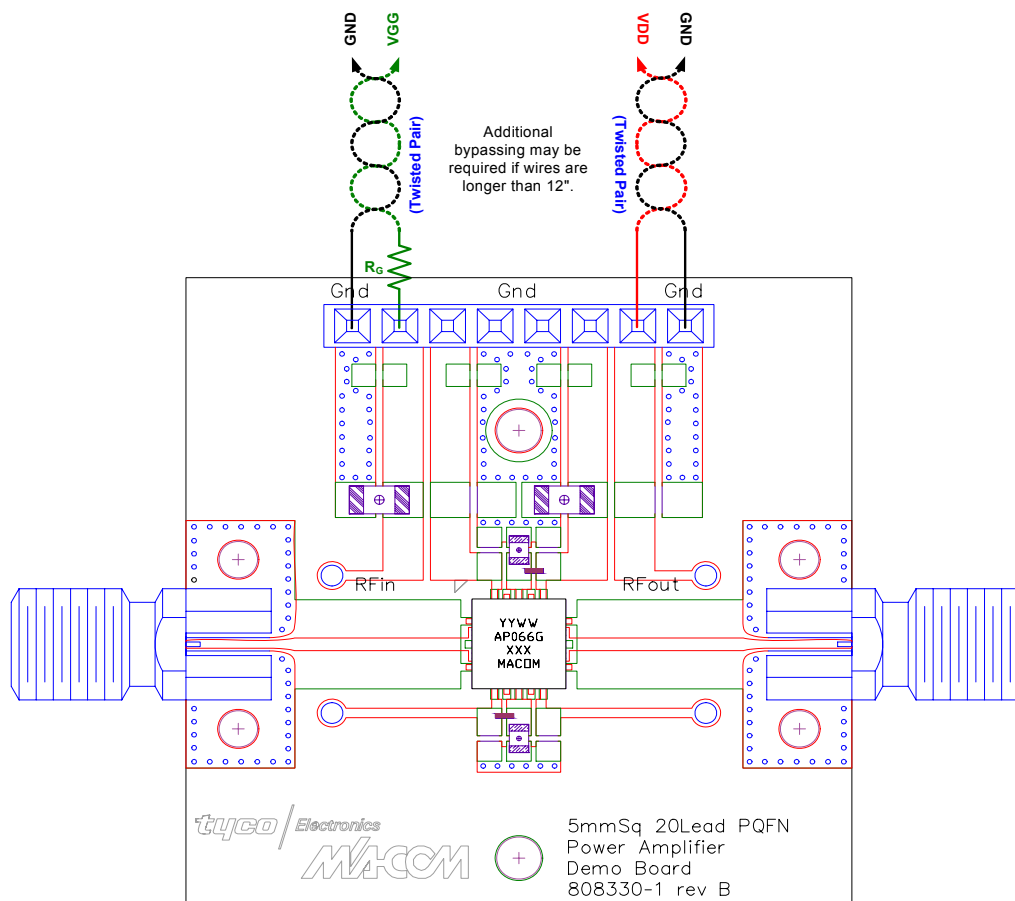 GND
VGG
VDD
GND
(Twisted Pair)
Additional
bypassing may be
required if wires are
longer than 12".
(Twisted Pair)
RG
Gnd
Gnd
Gnd
RFin
RFout
YYWW
AP066G
XXX
MACOM
tyco / Electronics
M/A-COM
5mmSq 20Lead PQFN
Power Amplifier
Demo Board
808330-1 rev B